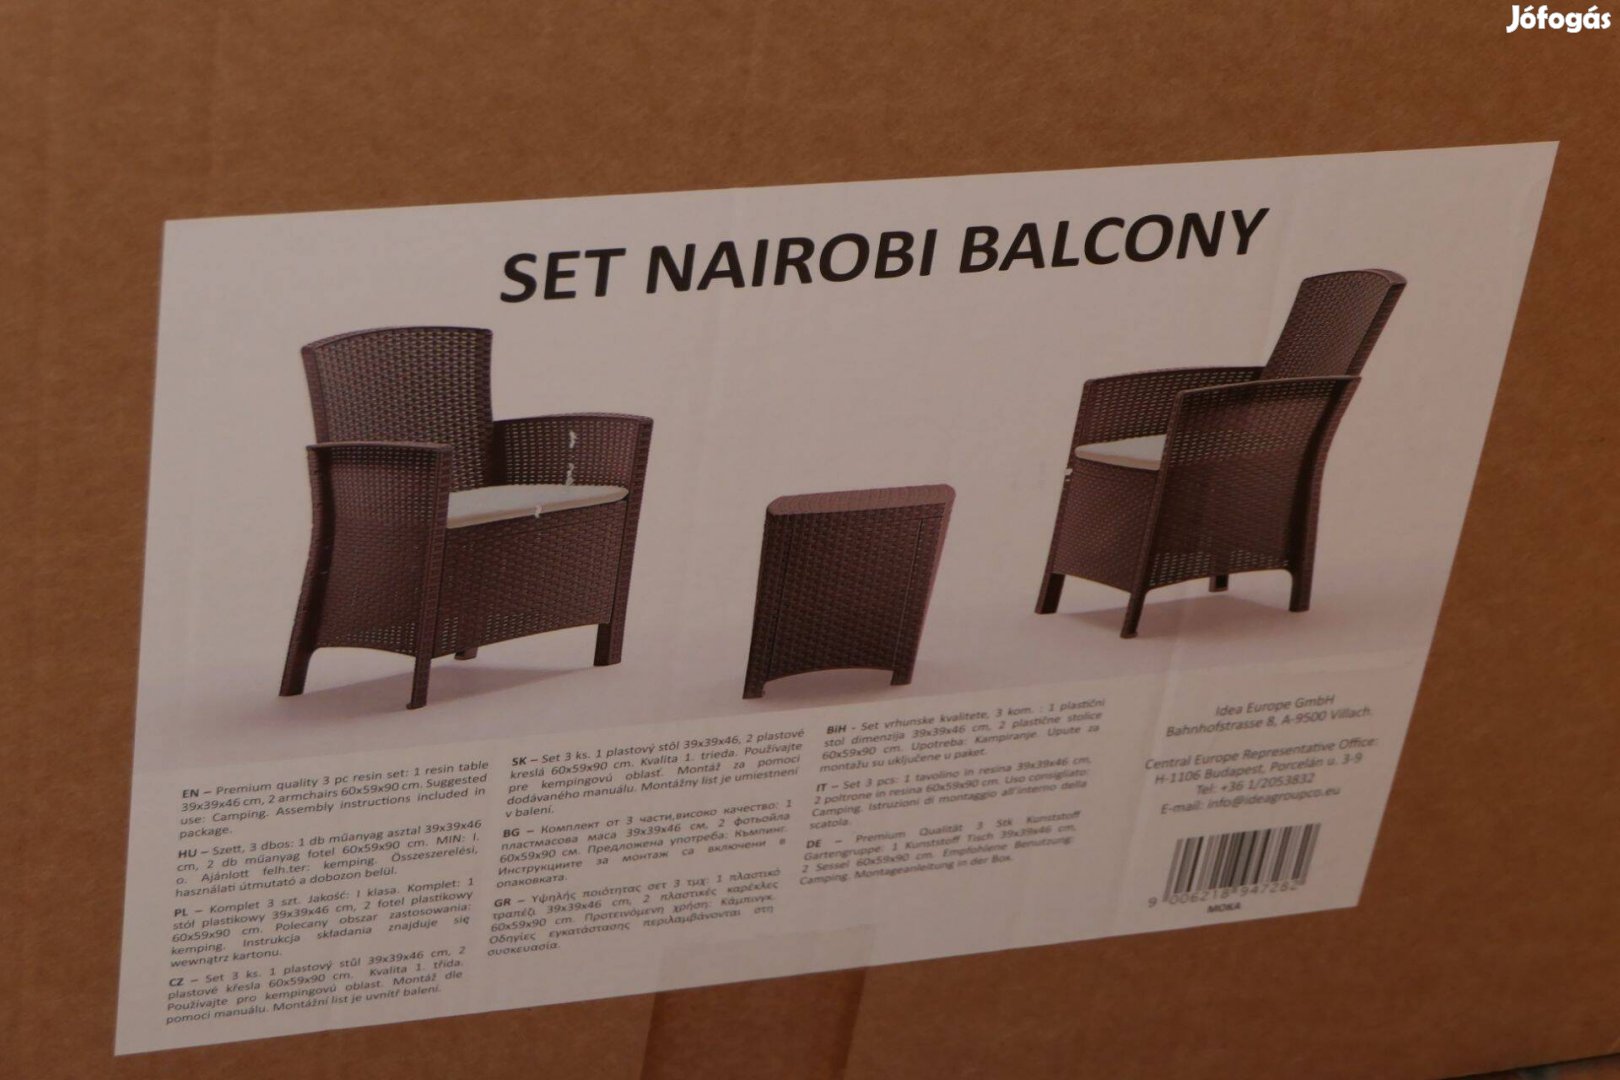 Jófogás
SET NAIROBI BALCONY
EN – Premium quality 3 pc resin set: 1 resin table
39x39x46 cm, 2 armchairs 60x59x90 cm. Suggested
use: Camping. Assembly instructions included in
package.
HU – Szett, 3 dbos: 1 db műanyag asztal 39x39x46
cm, 2 db műanyag fotel 60x59x90 cm. MIN: I.
o. Ajánlott felh.ter: kemping. Összeszerelési,
használati útmutató a dobozon belül.
PL – Komplet 3 szt. Jakość: I klasa. Komplet: 1
stół plastikowy 39x39x46 cm, 2 fotel plastikowy
60x59x90 cm. Polecany obszar zastosowania:
kemping. Instrukcja składania znajduje się
wewnątrz kartonu.
CZ – Set 3 ks. 1 plastový stůl 39x39x46 cm, 2
plastové křesla 60x59x90 cm. Kvalita 1. třída.
Používajte pro kempingovú oblast. Montáž dle
pomoci manuálu. Montážní list je uvnitř balení.
SK – Set 3 ks. 1 plastový stôl 39x39x46, 2 plastové
kreslá 60x59x90 cm. Kvalita 1. trieda. Používajte
pre kempingovú oblasť. Montáž za pomoci
dodávaného manuálu. Montážny list je umiestnení
v balení.
BG – Комплект от 3 части,високо качество: 1
пластмасова маса 39x39x46 см, 2 фотьойла
60x59x90 см. Предложена употреба: Къмпинг.
Инструкциите за монтаж са включени в
опаковката.
GR – Υψηλής ποιότητας σετ 3 τμχ: 1 πλαστικό
τραπέζι 39x39x46 cm, 2 πλαστικές καρέκλες
60x59x90 cm. Προτεινόμενη χρήση: Κάμπινγκ.
Οδηγίες εγκατάστασης περιλαμβάνονται στη
συσκευασία.
BiH - Set vrhunske kvalitete, 3 kom. : 1 plastični
stol dimenzija 39x39x46 cm, 2 plastične stolice
60x59x90 cm. Upotreba: Kampiranje. Upute za
montažu su uključene u paket.
IT – Set 3 pcs: 1 tavolino in resina 39x39x46 cm,
2 poltrone in resina 60x59x90 cm. Uso consigliato:
Camping. Istruzioni di montaggio all'interno della
scatola.
DE – Premium Qualität 3 Stk Kunststoff
Gartengruppe: 1 Kunststoff Tisch 39x39x46 cm,
2 Sessel 60x59x90 cm. Empfohlene Benutzung:
Camping. Montageanleitung in der Box.
Idea Europe GmbH
Bahnhofstrasse 8, A-9500 Villach.
Central Europe Representative Office:
H-1106 Budapest, Porcelán u. 3-9
Tel: +36 1/2053832
E-mail: info@ideagroupco.eu
9 006218 947282
MOKA